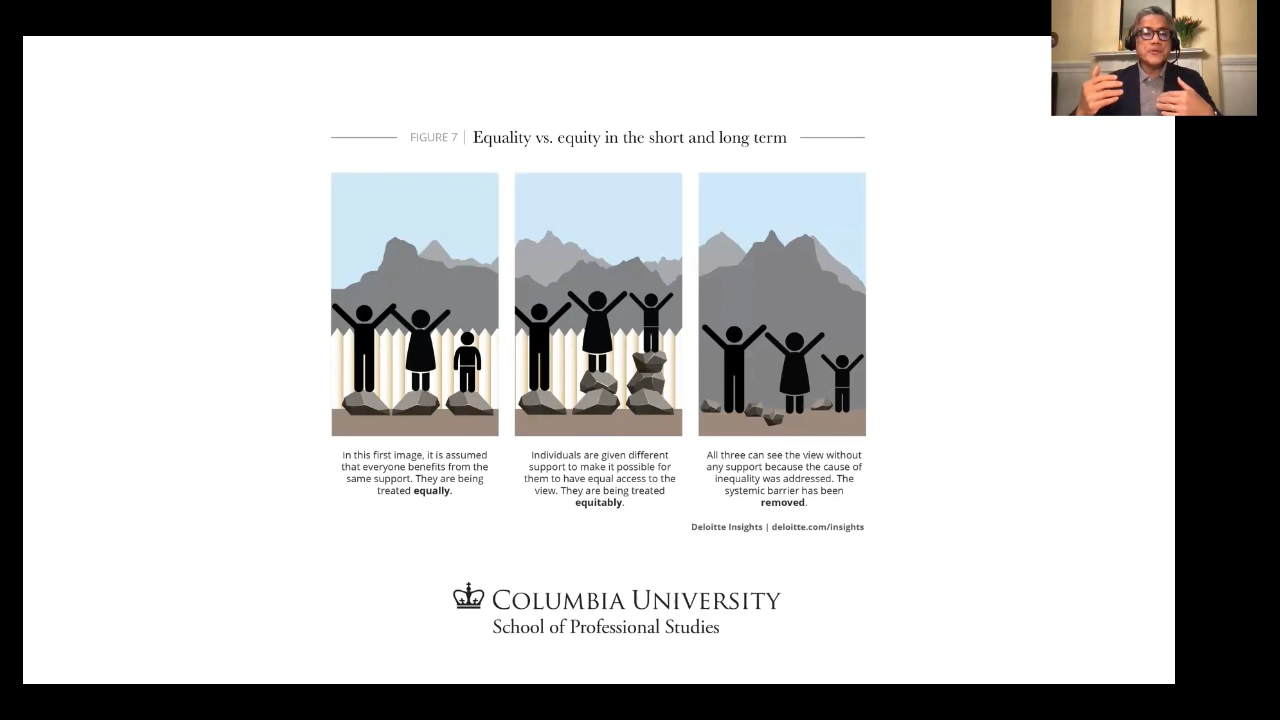 FIGURE 7 | Equality vs. equity in the short and long term
In this first image, it is assumed
that everyone benefits from the
same support. They are being
treated equally.
Individuals are given different
support to make it possible for
them to have equal access to the
view. They are being treated
equitably.
All three can see the view without
any support because the cause of
inequality was addressed. The
systemic barrier has been
removed.
Deloitte Insights | deloitte.com/insights
COLUMBIA UNIVERSITY
School of Professional Studies